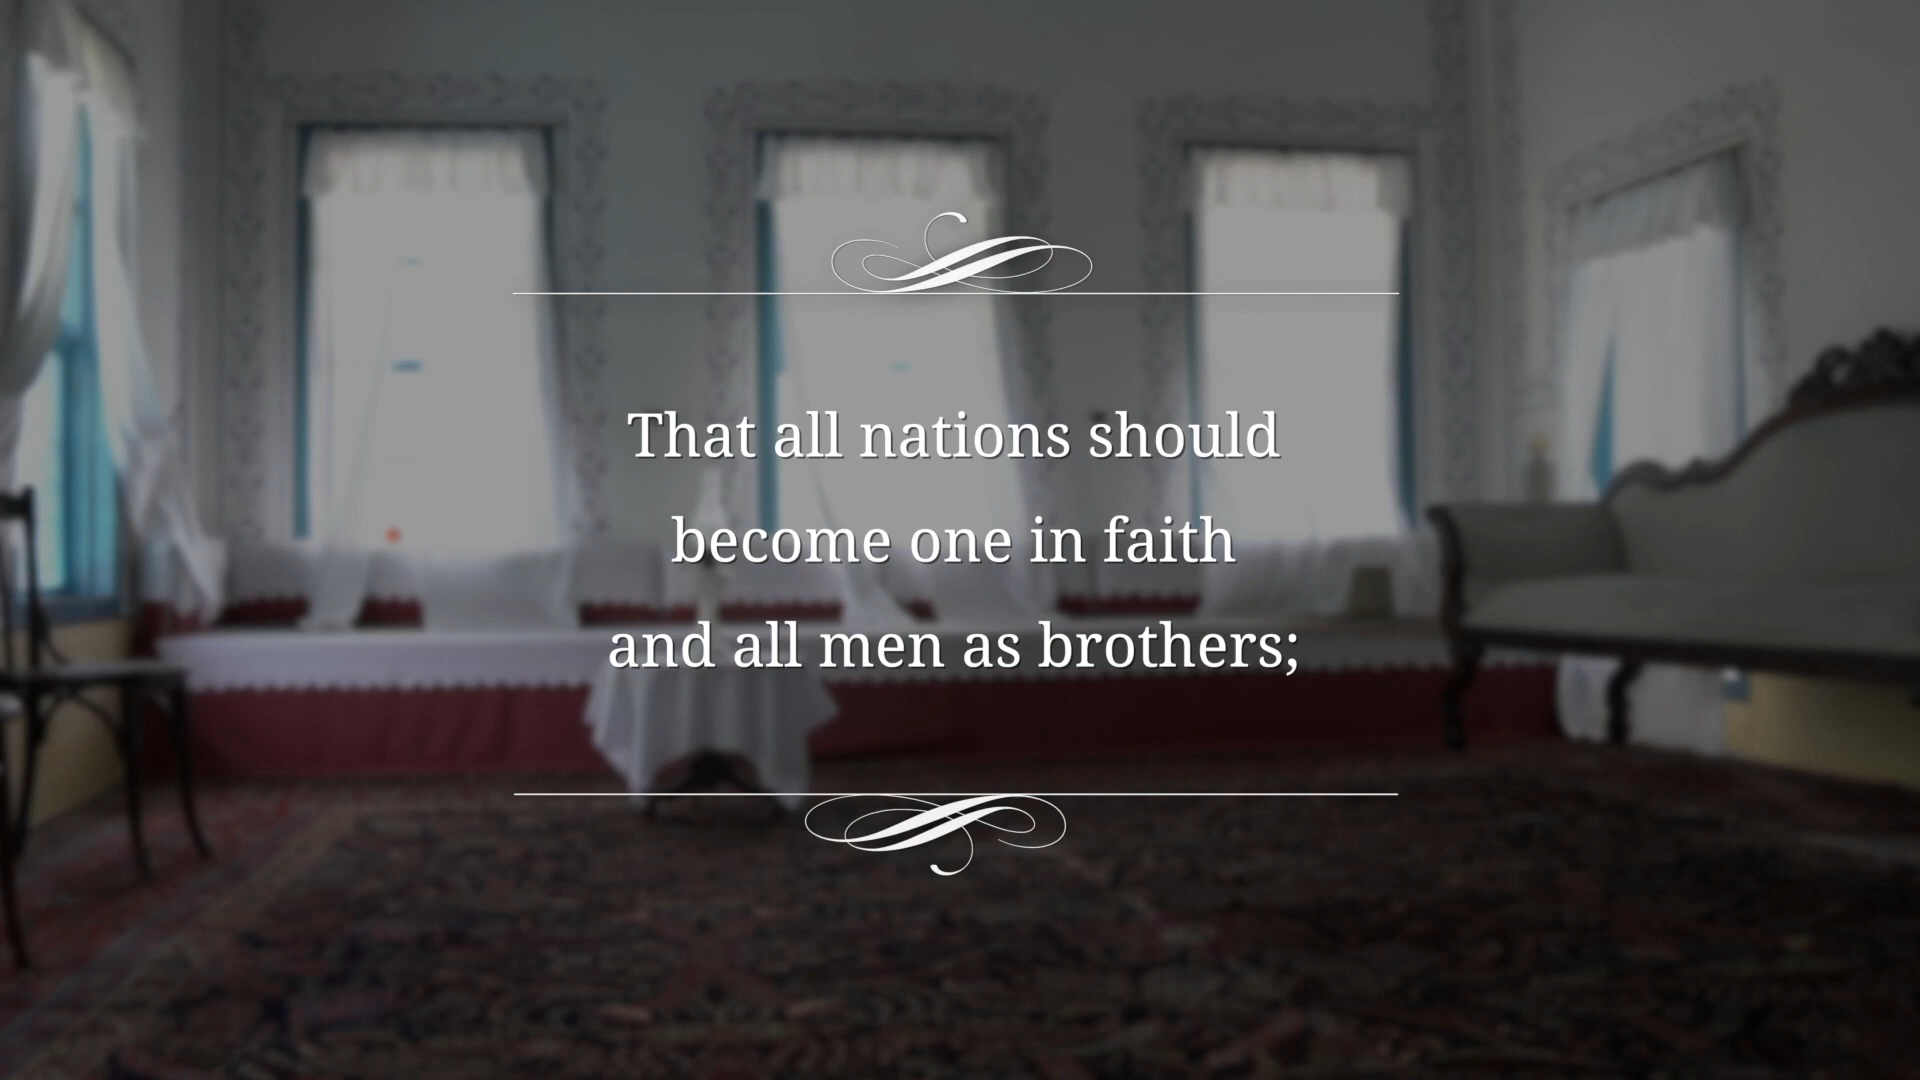 That all nations should
become one in faith
and all men as brothers;